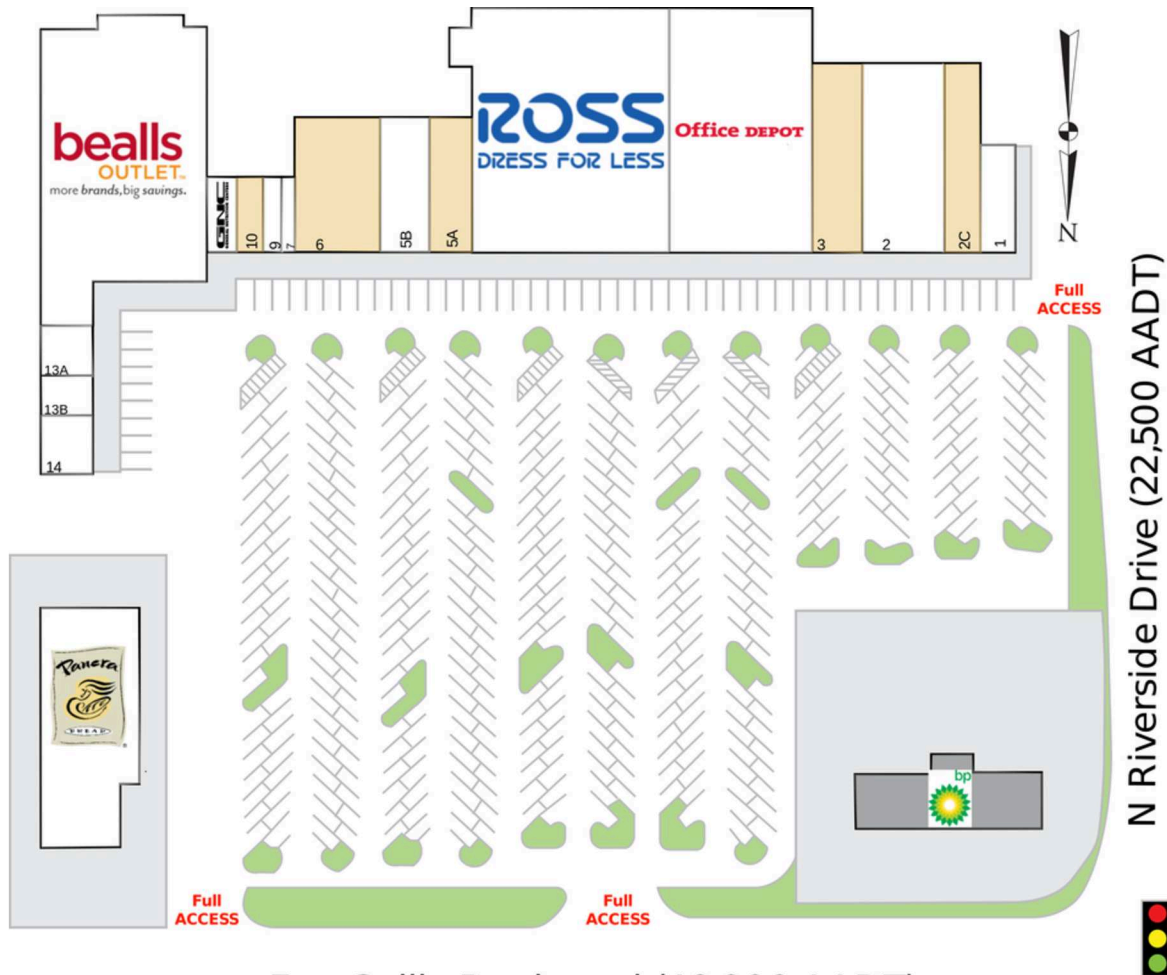 bealls
OUTLET™
more brands, big savings.
GNC
10
9
7
6
5B
5A
ROSS
DRESS FOR LESS
Office DEPOT
3
2
2C
1
N
Full
ACCESS
N Riverside Drive (22,500 AADT)
13A
13B
14
Panera
BREAD
®
bp
Full
ACCESS
Full
ACCESS